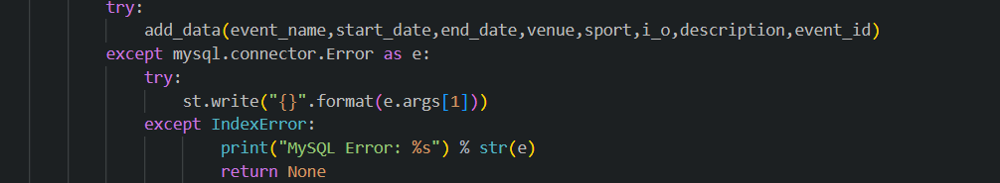 try:
add_data(event_name,start_date,end_date,venue,sport,i_o,description,event_id)
except mysql.connector.Error as e:
try:
st.write("{}".format(e.args[1]))
except IndexError:
print("MySQL Error: %s") % str(e)
return None